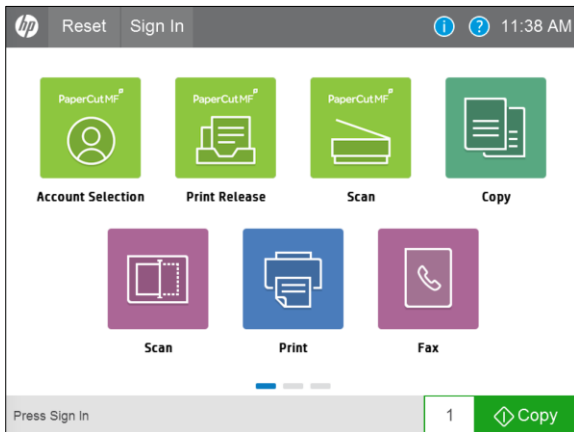 hp Reset Sign In 11:38 AM
PaperCut MF PaperCut MF PaperCut MF
Account Selection Print Release Scan Copy
Scan Print Fax
Press Sign In 1 Copy